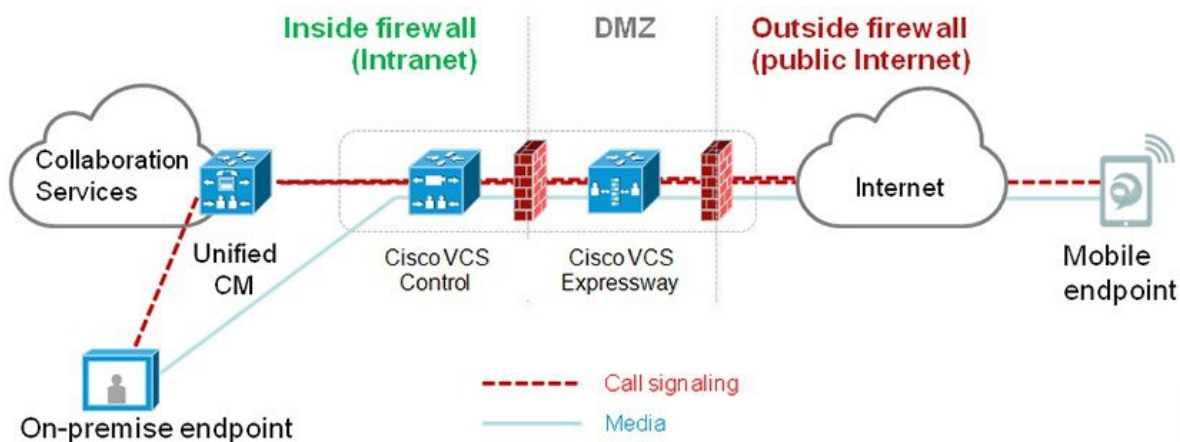 Inside firewall
(Intranet)
DMZ
Outside firewall
(public Internet)
Collaboration
Services
Unified
CM
Cisco VCS
Control
Cisco VCS
Expressway
Internet
Mobile
endpoint
On-premise endpoint
Call signaling
Media